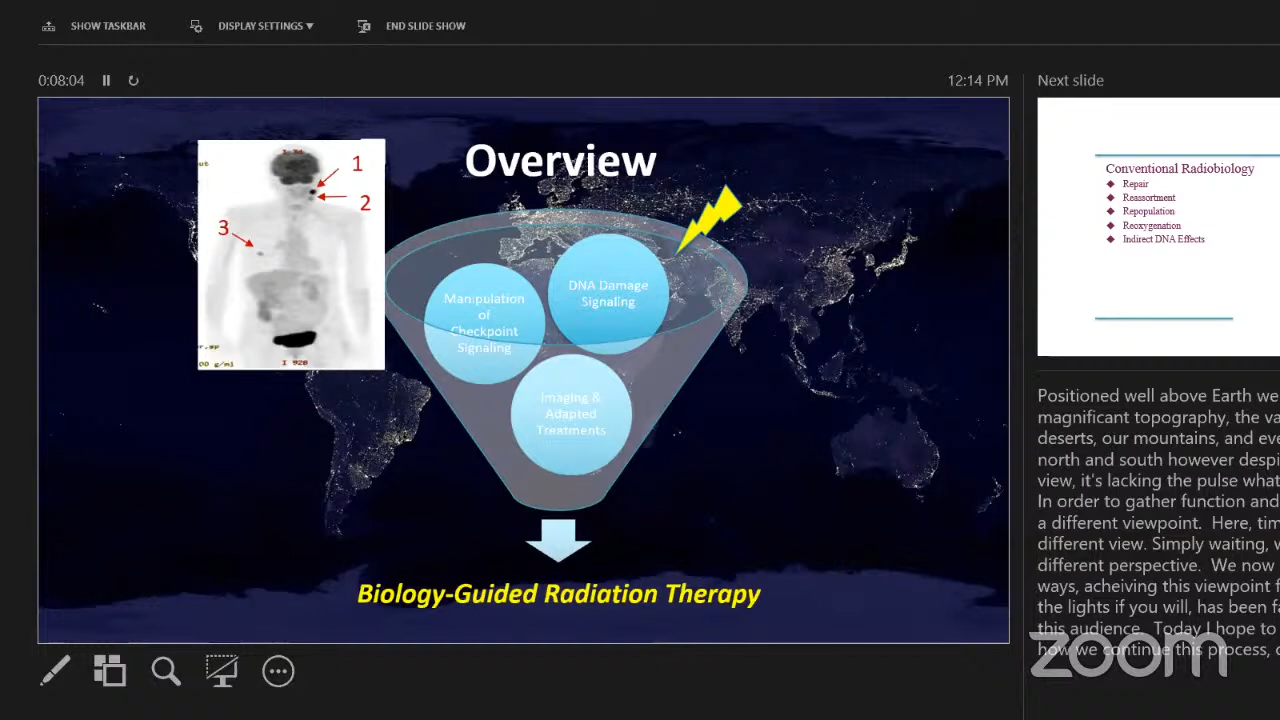 SHOW TASKBAR
DISPLAY SETTINGS ▼
END SLIDE SHOW
0:08:04
12:14 PM
Next slide
Overview
1
2
3
DNA Damage
Signaling
Manipulation
of
Checkpoint
Signaling
Imaging &
Adapted
Treatments
Biology-Guided Radiation Therapy
Conventional Radiobiology
Repair
Reassortment
Repopulation
Reoxygenation
Indirect DNA Effects
Positioned well above Earth we
magnificant topography, the va
deserts, our mountains, and eve
north and south however despi
view, it's lacking the pulse what
In order to gather function and
a different viewpoint. Here, tim
different view. Simply waiting, w
different perspective. We now
ways, acheiving this viewpoint f
the lights if you will, has been fa
this audience. Today I hope to
how we continue this process, c
zoom